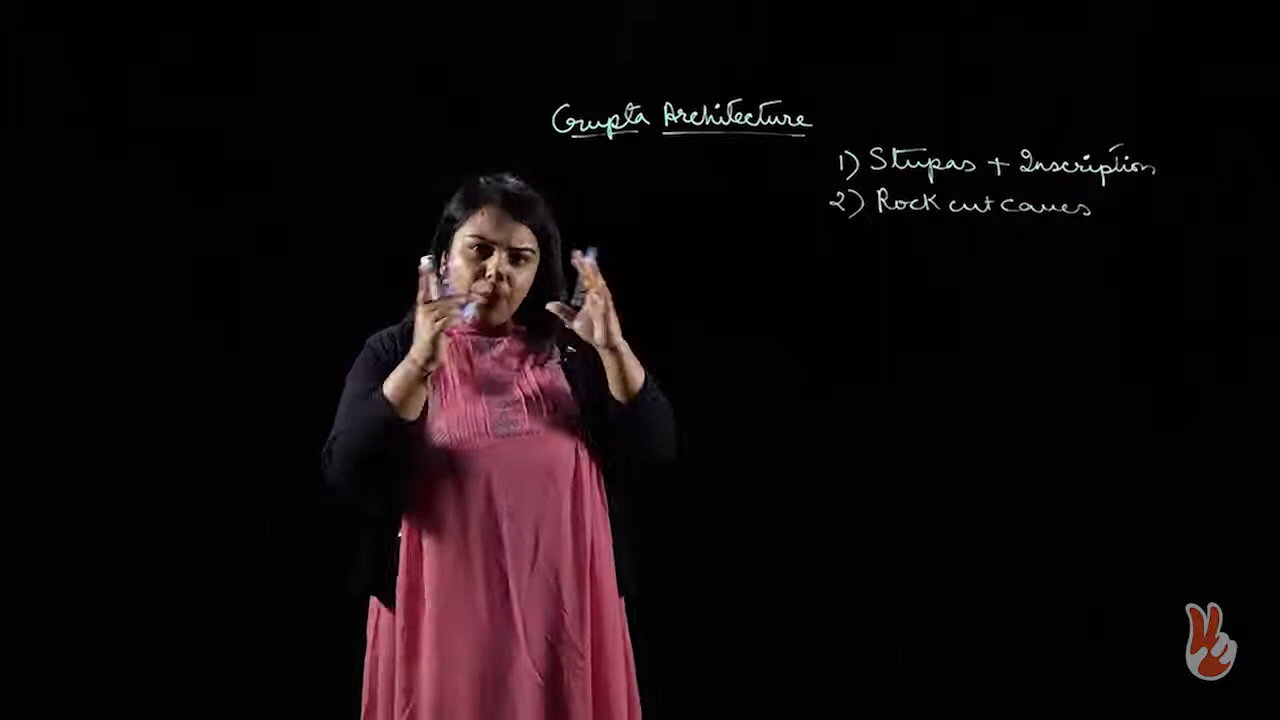 Gupta Architecture
1) Stupas + Inscription
2) Rock cut caves